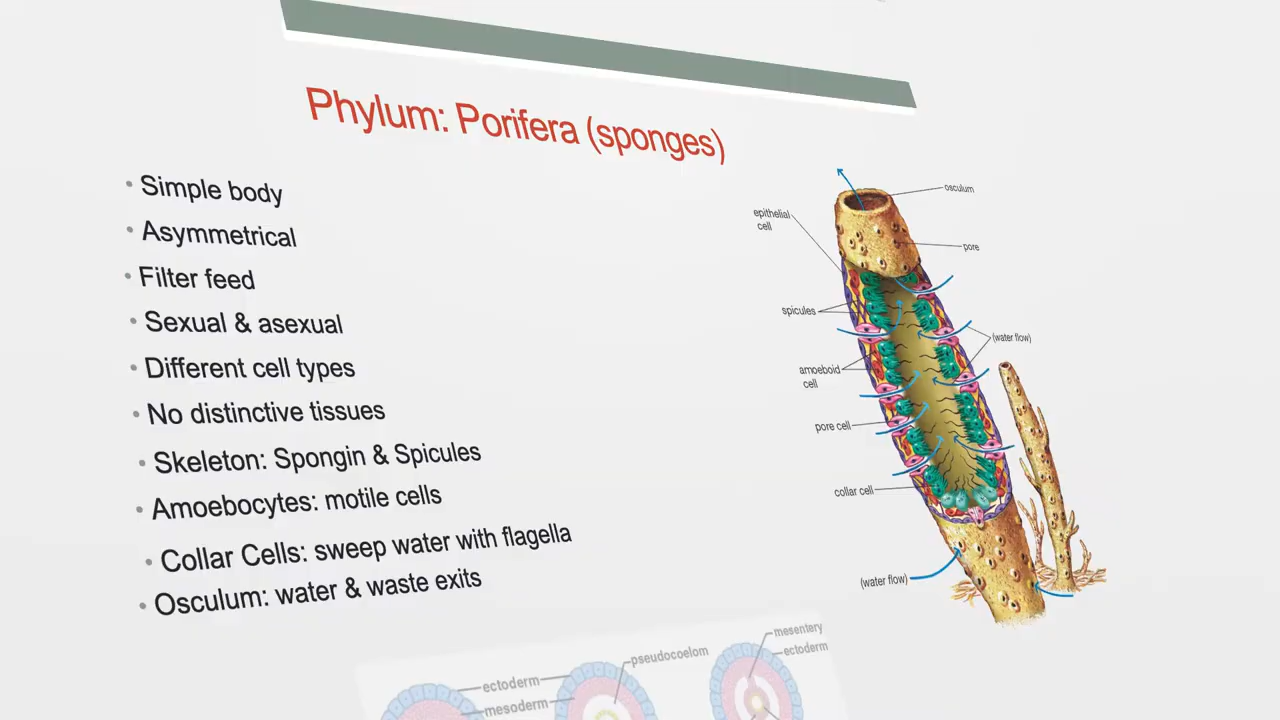 Phylum: Porifera (sponges)
Simple body
Asymmetrical
Filter feed
Sexual & asexual
Different cell types
No distinctive tissues
Skeleton: Spongin & Spicules
Amoebocytes: motile cells
Collar Cells: sweep water with flagella
Osculum: water & waste exits
osculum
epithelial
cell
pore
spicules
(water flow)
amoeboid
cell
pore cell
collar cell
(water flow)
mesentery
ectoderm
pseudocoelom
ectoderm
mesoderm